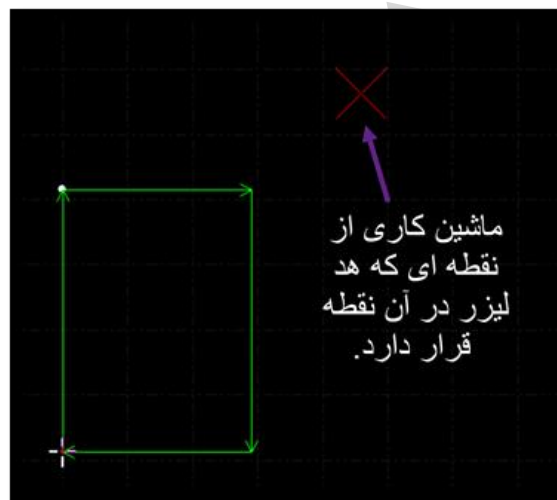 ماشین کاری از
نقطه ای که هد
لیزر در آن نقطه
قرار دارد.